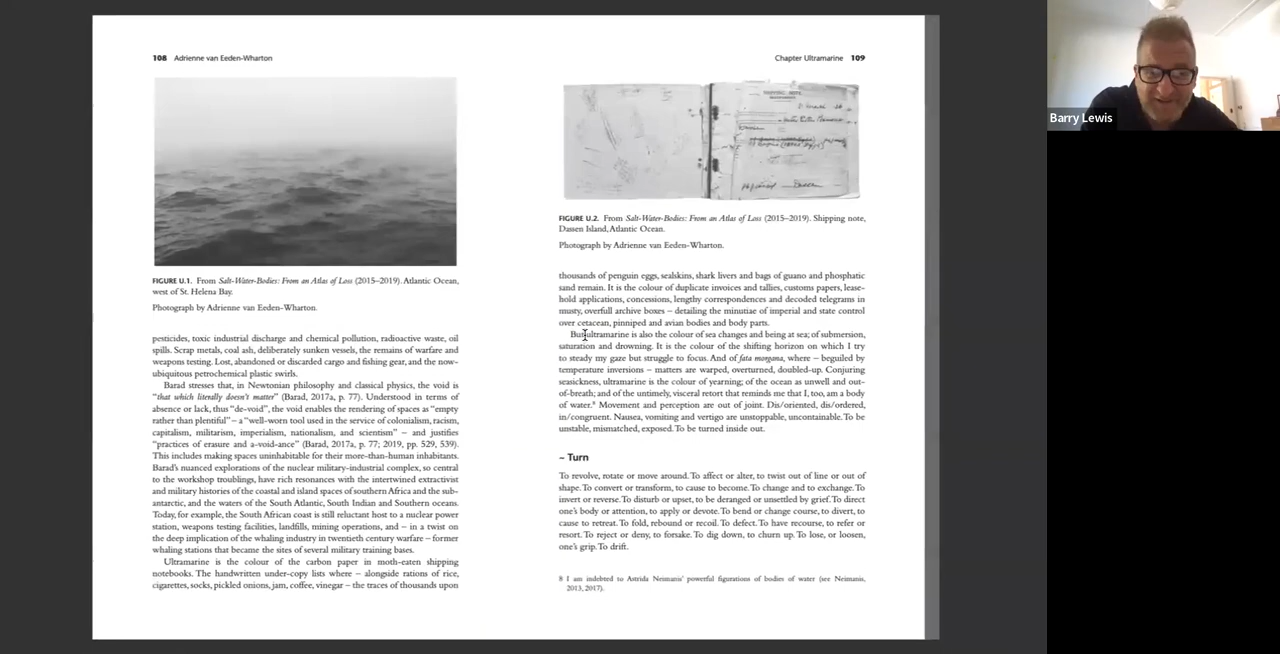 108 Adrienne van Eeden-Wharton
FIGURE U.1. From Salt-Water-Bodies: From an Atlas of Loss (2015–2019). Atlantic Ocean,
west of St. Helena Bay.
Photograph by Adrienne van Eeden-Wharton.
pesticides, toxic industrial discharge and chemical pollution, radioactive waste, oil
spills. Scrap metals, coal ash, deliberately sunken vessels, the remains of warfare and
weapons testing. Lost, abandoned or discarded cargo and fishing gear, and the now-
ubiquitous petrochemical plastic swirls.
Barad stresses that, in Newtonian philosophy and classical physics, the void is
“that which literally doesn’t matter” (Barad, 2017a, p. 77). Understood in terms of
absence or lack, thus “de-void”, the void enables the rendering of spaces as “empty
rather than plentiful” – a “well-worn tool used in the service of colonialism, racism,
capitalism, militarism, imperialism, nationalism, and scientism” – and justifies
“practices of erasure and a-void-ance” (Barad, 2017a, p. 77; 2019, pp. 529, 539).
This includes making spaces uninhabitable for their more-than-human inhabitants.
Barad’s nuanced explorations of the nuclear military-industrial complex, so central
to the workshop troublings, have rich resonances with the intertwined extractivist
and military histories of the coastal and island spaces of southern Africa and the sub-
antarctic, and the waters of the South Atlantic, South Indian and Southern oceans.
Today, for example, the South African coast is still reluctant host to a nuclear power
station, weapons testing facilities, landfills, mining operations, and – in a twist on
the deep implication of the whaling industry in twentieth century warfare – former
whaling stations that became the sites of several military training bases.
Ultramarine is the colour of the carbon paper in moth-eaten shipping
notebooks. The handwritten under-copy lists where – alongside rations of rice,
cigarettes, socks, pickled onions, jam, coffee, vinegar – the traces of thousands upon
Chapter Ultramarine 109
SHIPPING NOTE
FIGURE U.2. From Salt-Water-Bodies: From an Atlas of Loss (2015–2019). Shipping note,
Dassen Island, Atlantic Ocean.
Photograph by Adrienne van Eeden-Wharton.
thousands of penguin eggs, sealskins, shark livers and bags of guano and phosphatic
sand remain. It is the colour of duplicate invoices and tallies, customs papers, lease-
hold applications, concessions, lengthy correspondences and decoded telegrams in
musty, overfull archive boxes – detailing the minutiae of imperial and state control
over cetacean, pinniped and avian bodies and body parts.
But ultramarine is also the colour of sea changes and being at sea; of submersion,
saturation and drowning. It is the colour of the shifting horizon on which I try
to steady my gaze but struggle to focus. And of fata morgana, where – beguiled by
temperature inversions – matters are warped, overturned, doubled-up. Conjuring
seasickness, ultramarine is the colour of yearning; of the ocean as unwell and out-of-
breath; and of the untimely, visceral retort that reminds me that I, too, am a body
of water.8 Movement and perception are out of joint. Dis/oriented, dis/ordered,
in/congruent. Nausea, vomiting and vertigo are unstoppable, uncontainable. To be
unstable, mismatched, exposed. To be turned inside out.
– Turn
To revolve, rotate or move around. To affect or alter, to twist out of line or out of
shape. To convert or transform, to cause to become. To change and to exchange. To
invert or reverse. To disturb or upset, to be deranged or unsettled by grief. To direct
one’s body or attention, to apply or devote. To bend or change course, to divert, to
cause to retreat. To fold, rebound or recoil. To defect. To have recourse, to refer or
resort. To reject or deny, to forsake. To dig down, to churn up. To lose, or loosen,
one’s grip. To drift.
8 I am indebted to Astrida Neimanis’ powerful figurations of bodies of water (see Neimanis,
2013, 2017).
Barry Lewis